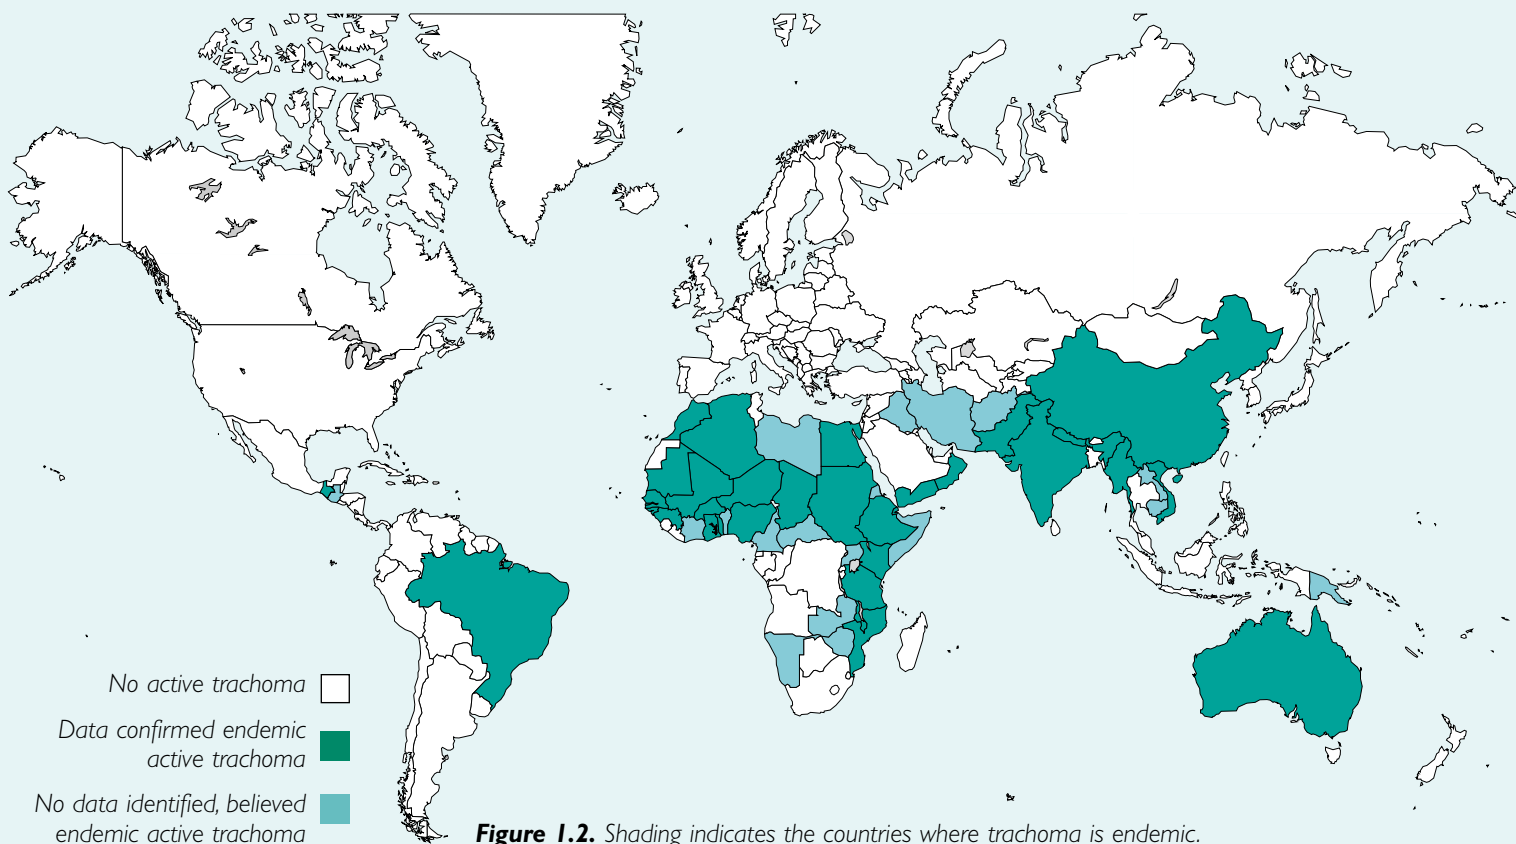 No active trachoma
Data confirmed endemic
active trachoma
No data identified, believed
endemic active trachoma
Figure 1.2. Shading indicates the countries where trachoma is endemic.